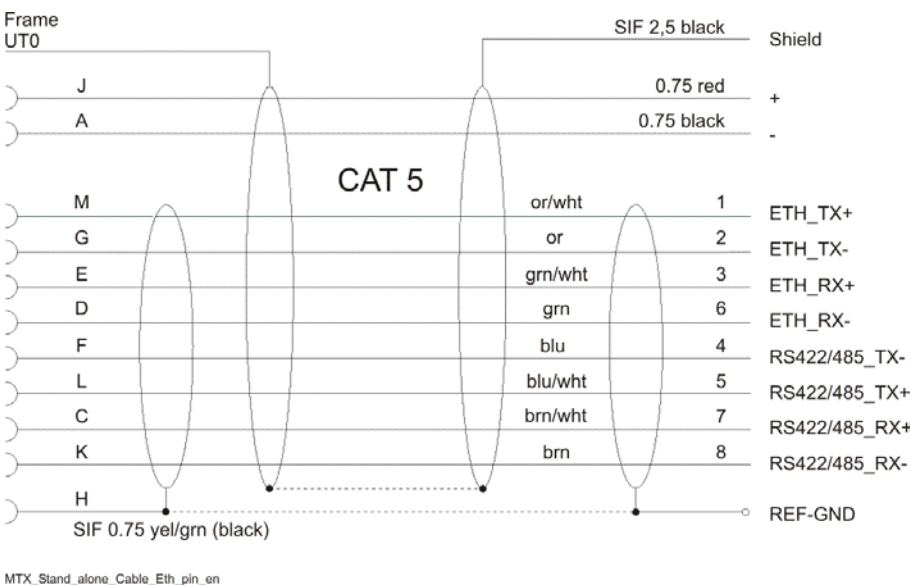 Frame
UT0
SIF 2,5 black
Shield
J
0.75 red
+
A
0.75 black
-
CAT 5
M
or/wht
1
ETH_TX+
G
or
2
ETH_TX-
E
grn/wht
3
ETH_RX+
D
grn
6
ETH_RX-
F
blu
4
RS422/485_TX-
L
blu/wht
5
RS422/485_TX+
C
brn/wht
7
RS422/485_RX+
K
brn
8
RS422/485_RX-
H
REF-GND
SIF 0.75 yel/grn (black)
MTX_Stand_alone_Cable_Eth_pin_en